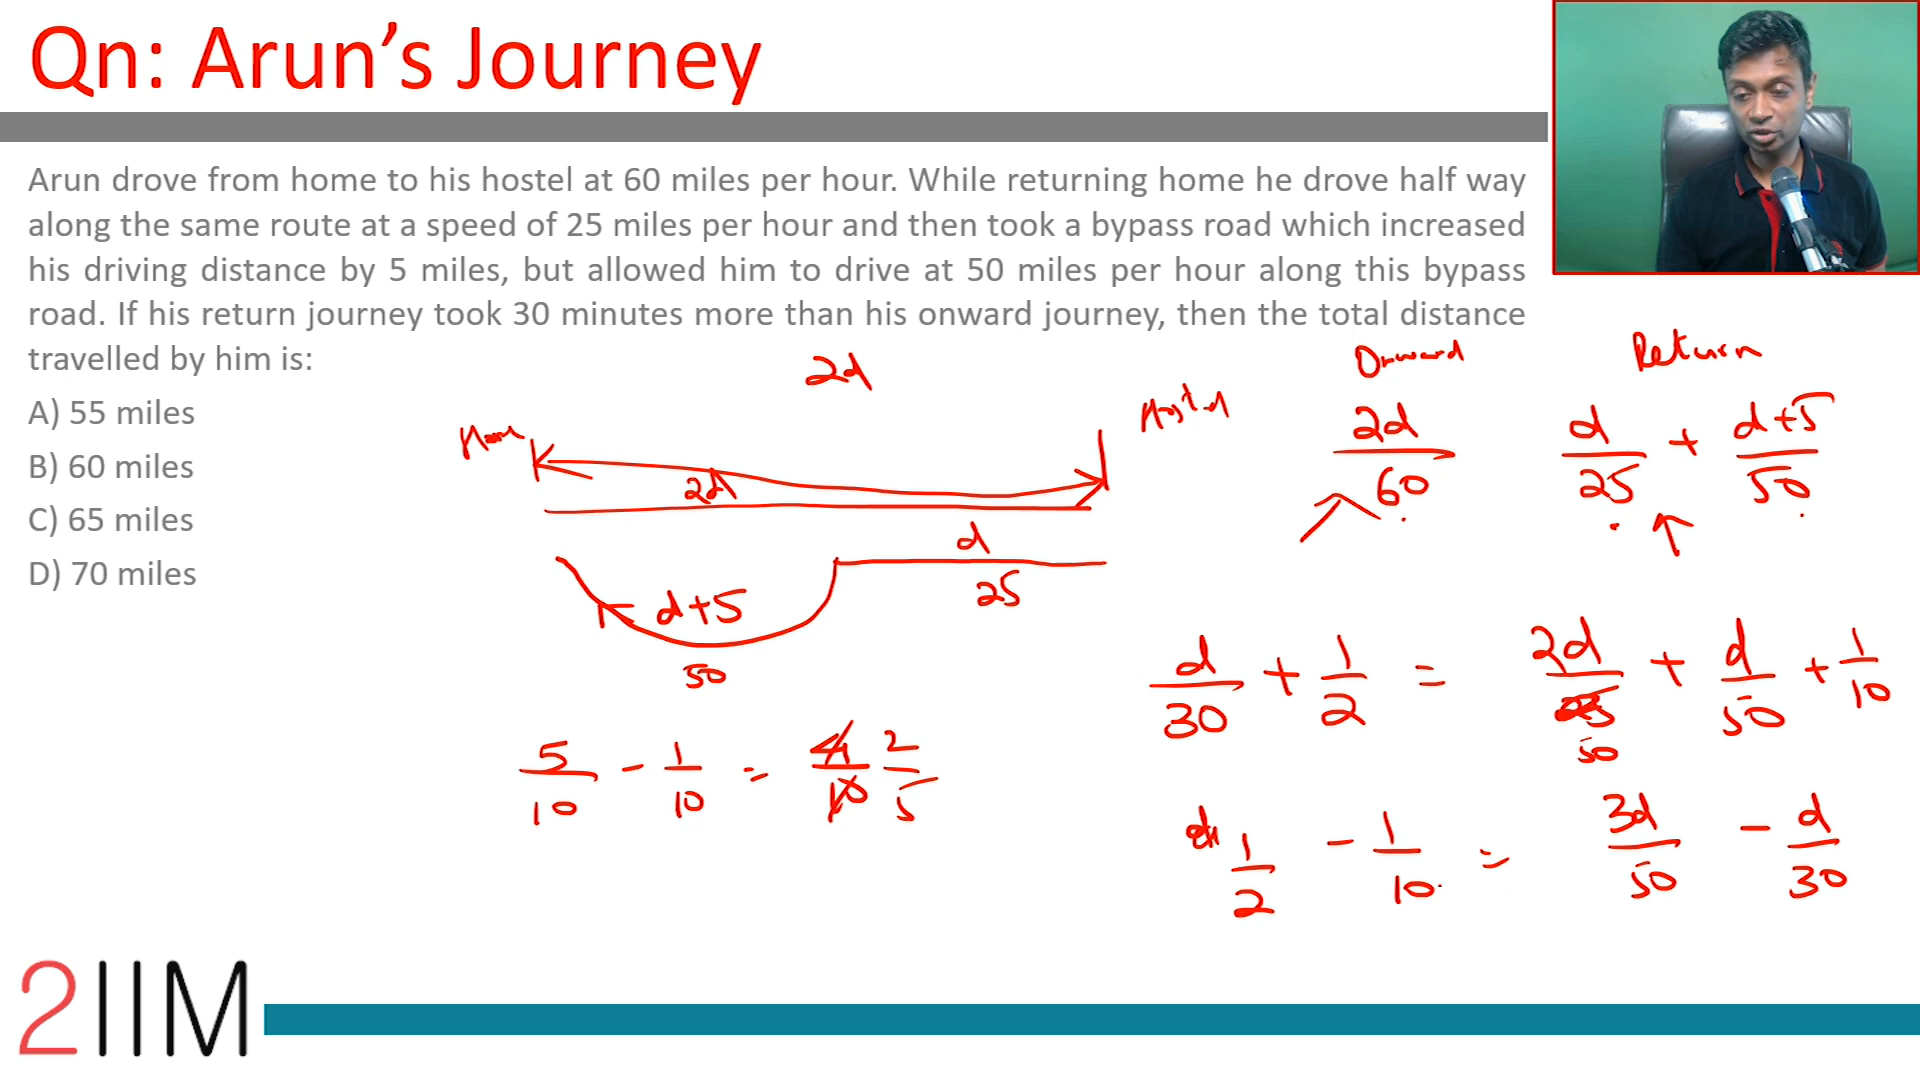 Qn: Arun's Journey
Arun drove from home to his hostel at 60 miles per hour. While returning home he drove half way
along the same route at a speed of 25 miles per hour and then took a bypass road which increased
his driving distance by 5 miles, but allowed him to drive at 50 miles per hour along this bypass
road. If his return journey took 30 minutes more than his onward journey, then the total distance
travelled by him is:
A) 55 miles
B) 60 miles
C) 65 miles
D) 70 miles
2d
Home
Hostel
2d
d
25
d+5
50
Onward Return
2d/60 d/25 + d+5/50
d/30 + 1/2 = 2d/50 + d/50 + 1/10
1/2 - 1/10 = 3d/50 - d/30
5/10 - 1/10 = 4/10 2/5
2IIM